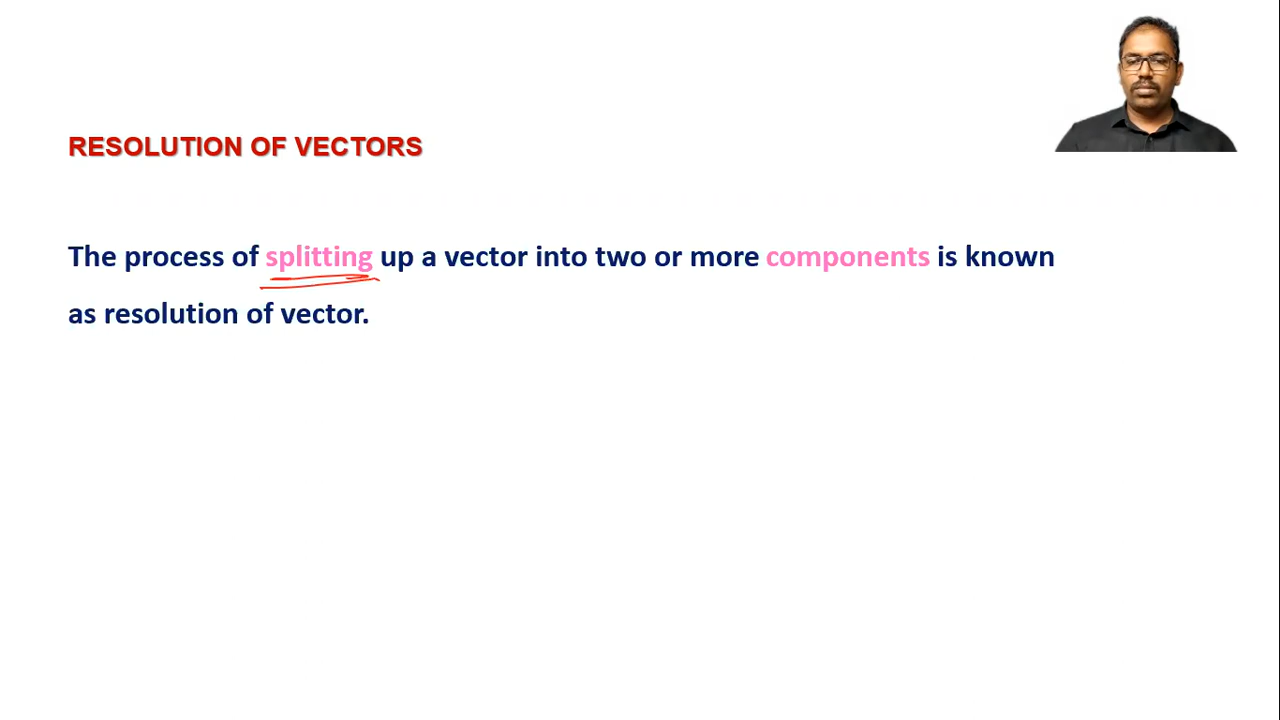 RESOLUTION OF VECTORS
The process of splitting up a vector into two or more components is known
as resolution of vector.